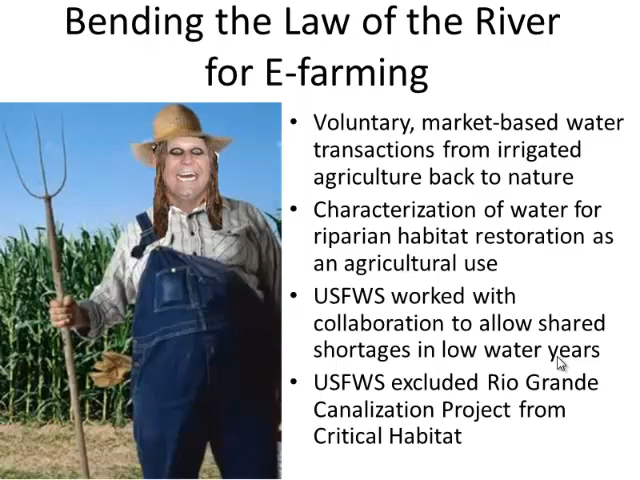 Bending the Law of the River
for E-farming
• Voluntary, market-based water
transactions from irrigated
agriculture back to nature
• Characterization of water for
riparian habitat restoration as
an agricultural use
• USFWS worked with
collaboration to allow shared
shortages in low water years
• USFWS excluded Rio Grande
Canalization Project from
Critical Habitat